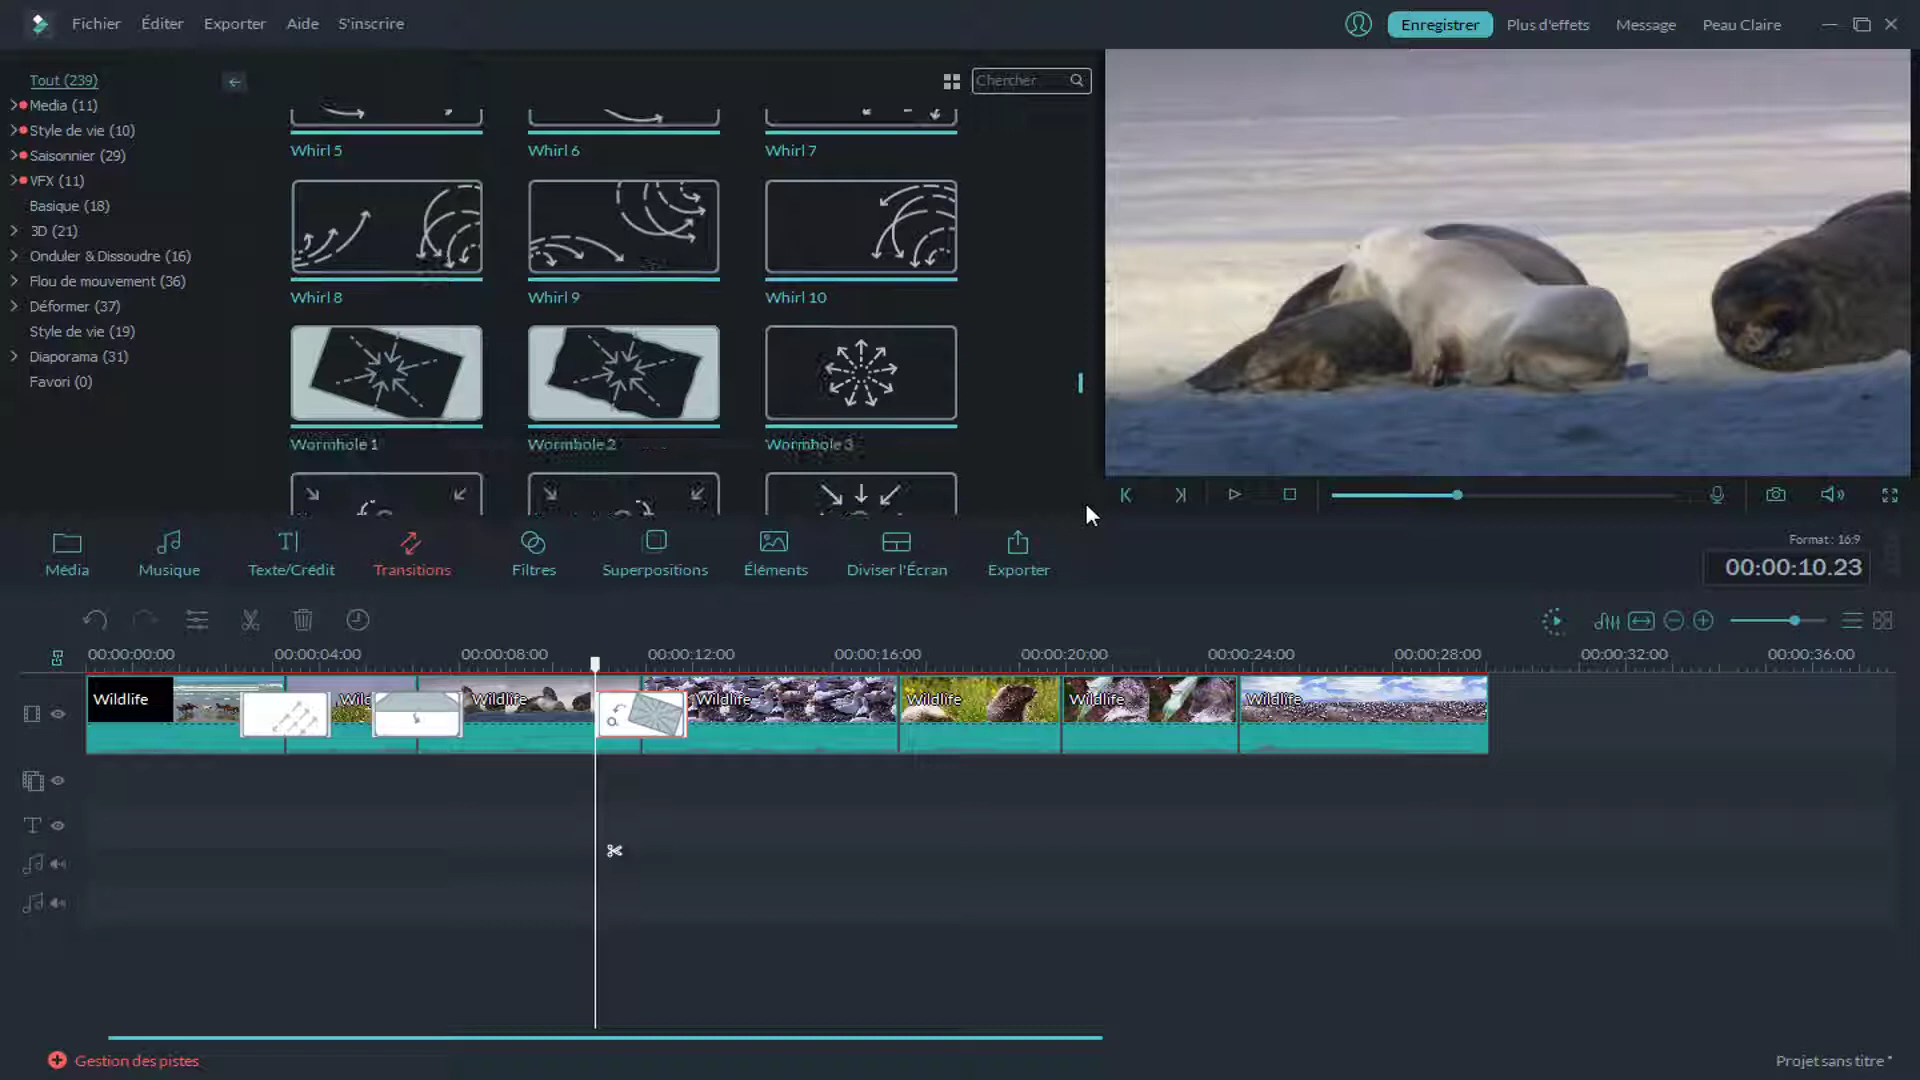 Fichier Éditer Exporter Aide S'inscrire
Enregistrer Plus d'effets Message Peau Claire
Tout (239)
Media (11)
Style de vie (10)
Saisonnier (29)
VFX (11)
Basique (18)
3D (21)
Onduler & Dissoudre (16)
Flou de mouvement (36)
Déformer (37)
Style de vie (19)
Diaporama (31)
Favori (0)
Chercher
Whirl 5 Whirl 6 Whirl 7
Whirl 8 Whirl 9 Whirl 10
Wormhole 1 Wormhole 2 Wormhole 3
Média Musique Texte/Crédit Transitions Filtres Superpositions Éléments Diviser l'Écran Exporter
Format : 16:9
00:00:10.23
00:00:00:00 00:00:04:00 00:00:08:00 00:00:12:00 00:00:16:00 00:00:20:00 00:00:24:00 00:00:28:00 00:00:32:00 00:00:36:00
Wildlife Wildl Wildlife Wildlife Wildlife Wildlife Wildlife
Gestion des pistes
Projet sans titre *